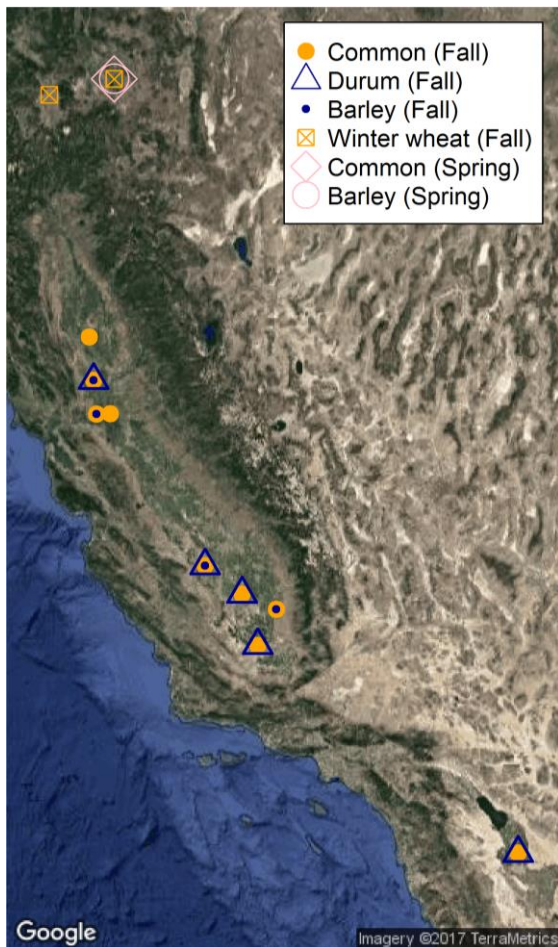 Common (Fall)
Durum (Fall)
Barley (Fall)
Winter wheat (Fall)
Common (Spring)
Barley (Spring)
Google
Imagery ©2017 TerraMetrics